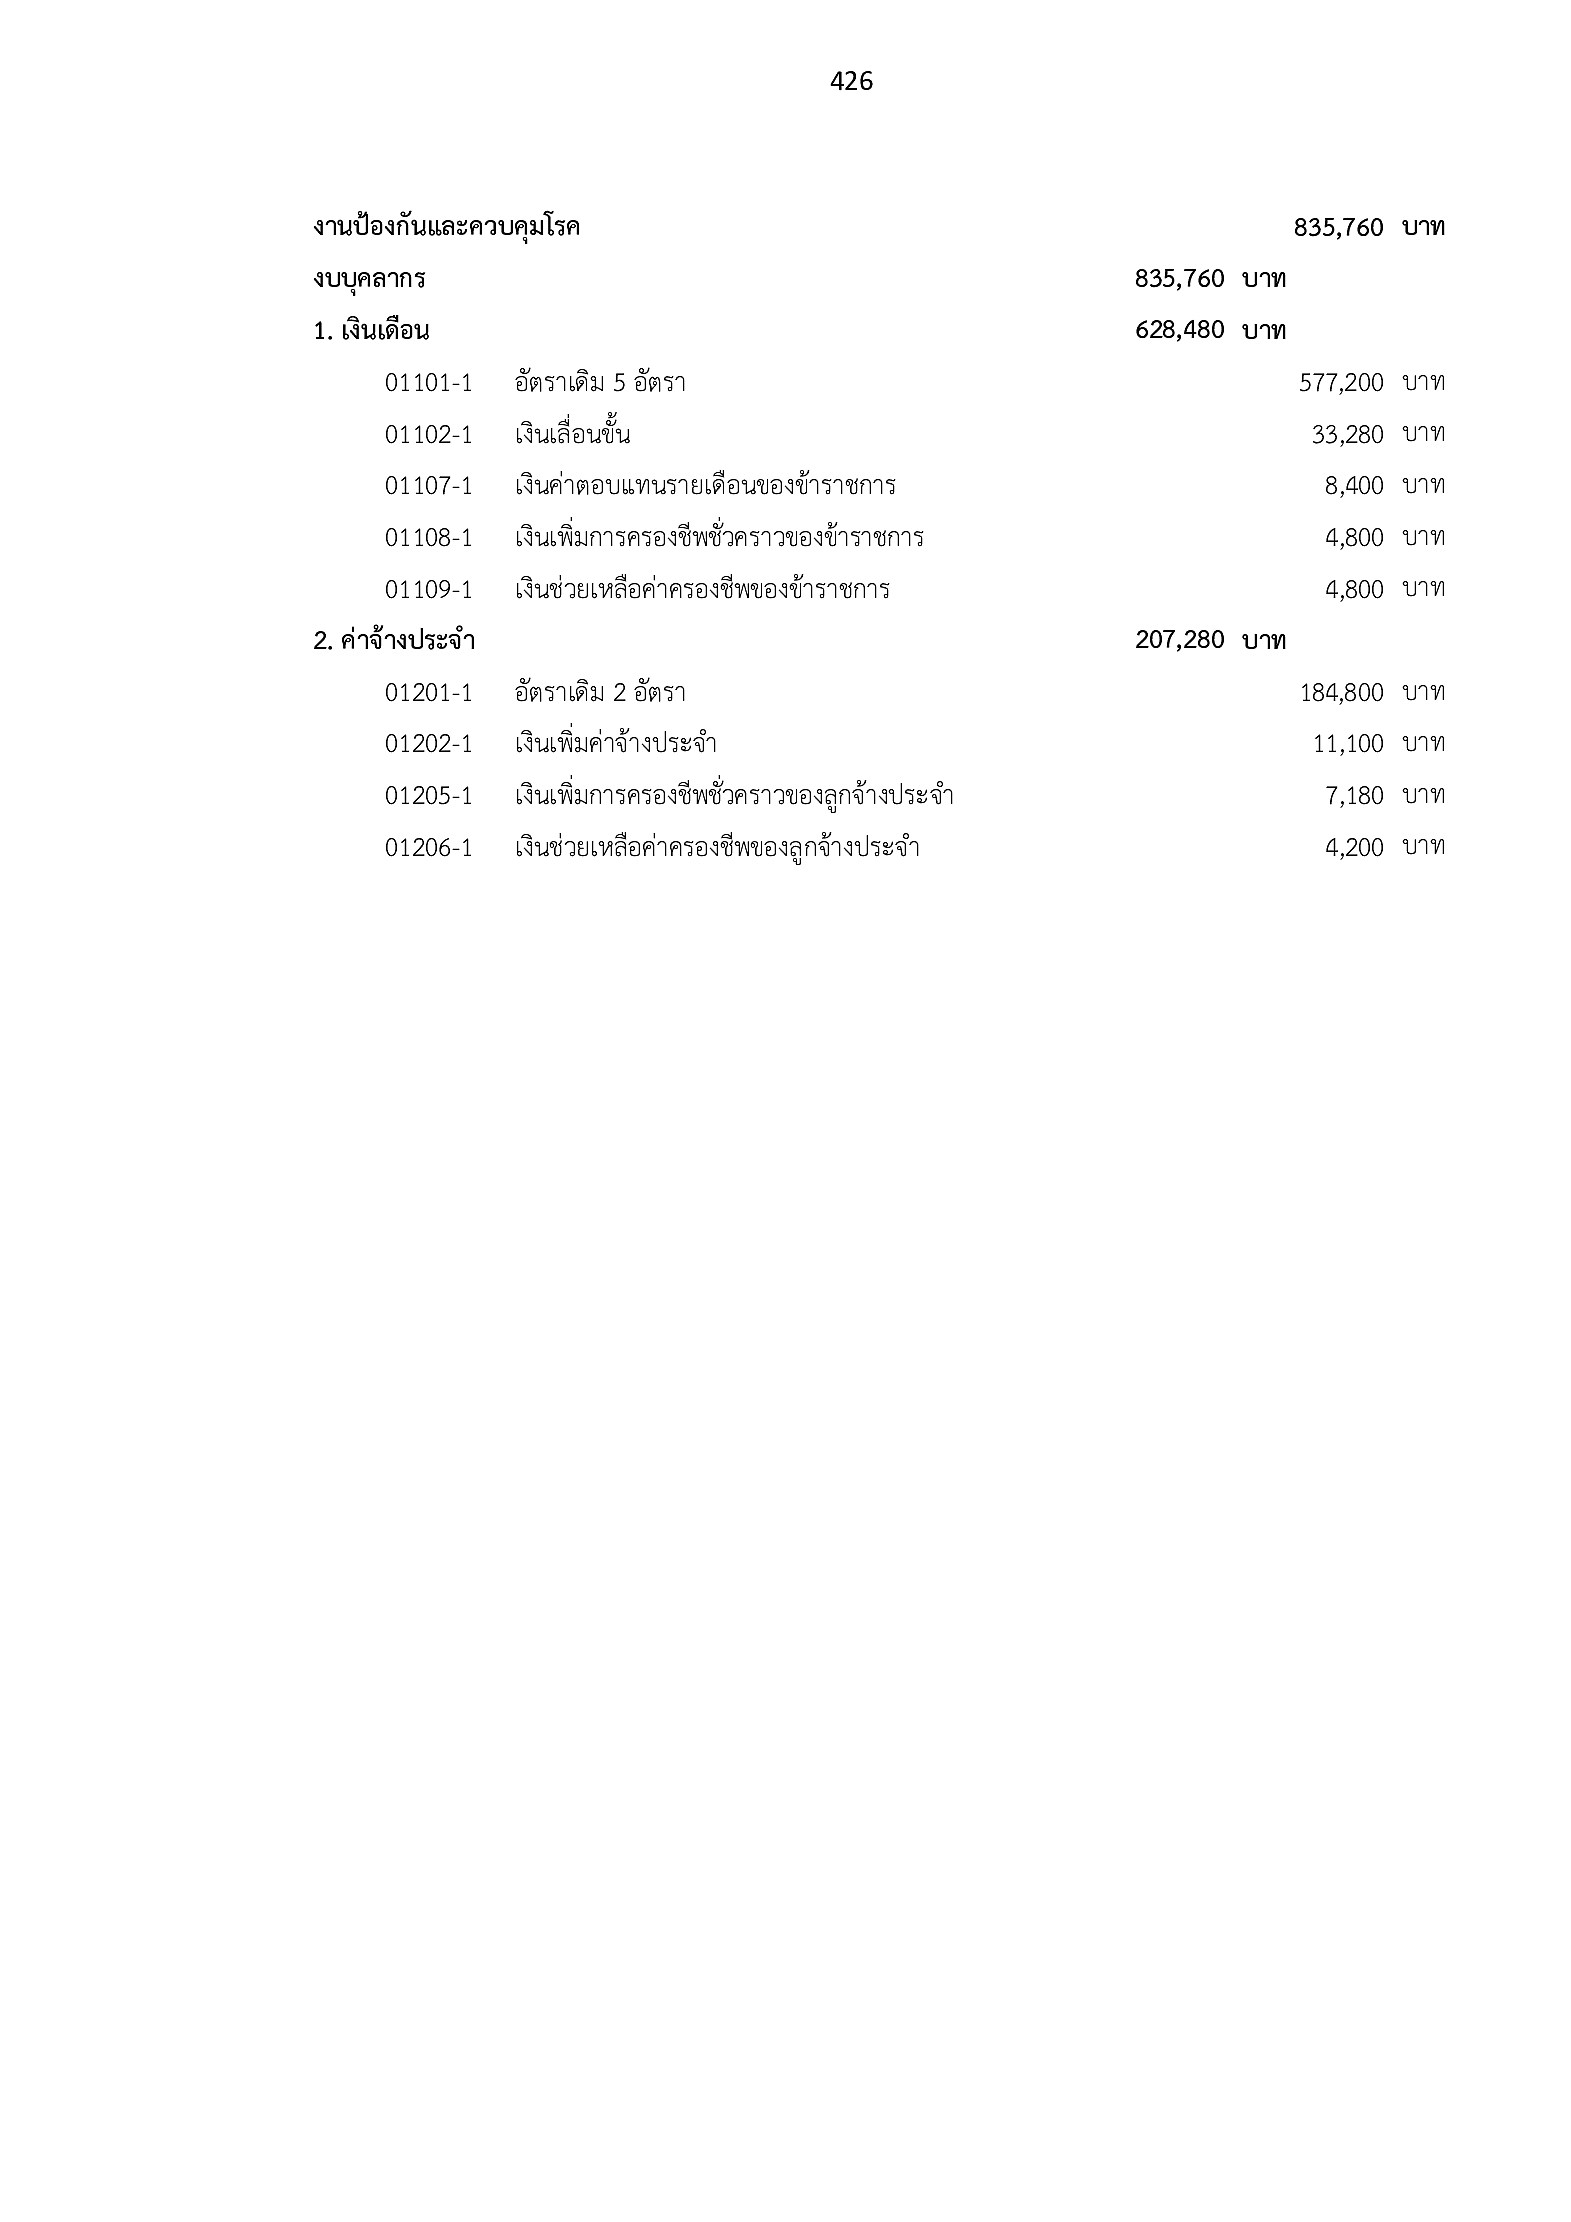 426
งานป้องกันและควบคุมโรค 835,760 บาท
งบบุคลากร 835,760 บาท
1. เงินเดือน 628,480 บาท
01101-1 อัตราเดิม 5 อัตรา 577,200 บาท
01102-1 เงินเลื่อนขั้น 33,280 บาท
01107-1 เงินค่าตอบแทนรายเดือนของข้าราชการ 8,400 บาท
01108-1 เงินเพิ่มการครองชีพชั่วคราวของข้าราชการ 4,800 บาท
01109-1 เงินช่วยเหลือค่าครองชีพของข้าราชการ 4,800 บาท
2. ค่าจ้างประจำ 207,280 บาท
01201-1 อัตราเดิม 2 อัตรา 184,800 บาท
01202-1 เงินเพิ่มค่าจ้างประจำ 11,100 บาท
01205-1 เงินเพิ่มการครองชีพชั่วคราวของลูกจ้างประจำ 7,180 บาท
01206-1 เงินช่วยเหลือค่าครองชีพของลูกจ้างประจำ 4,200 บาท